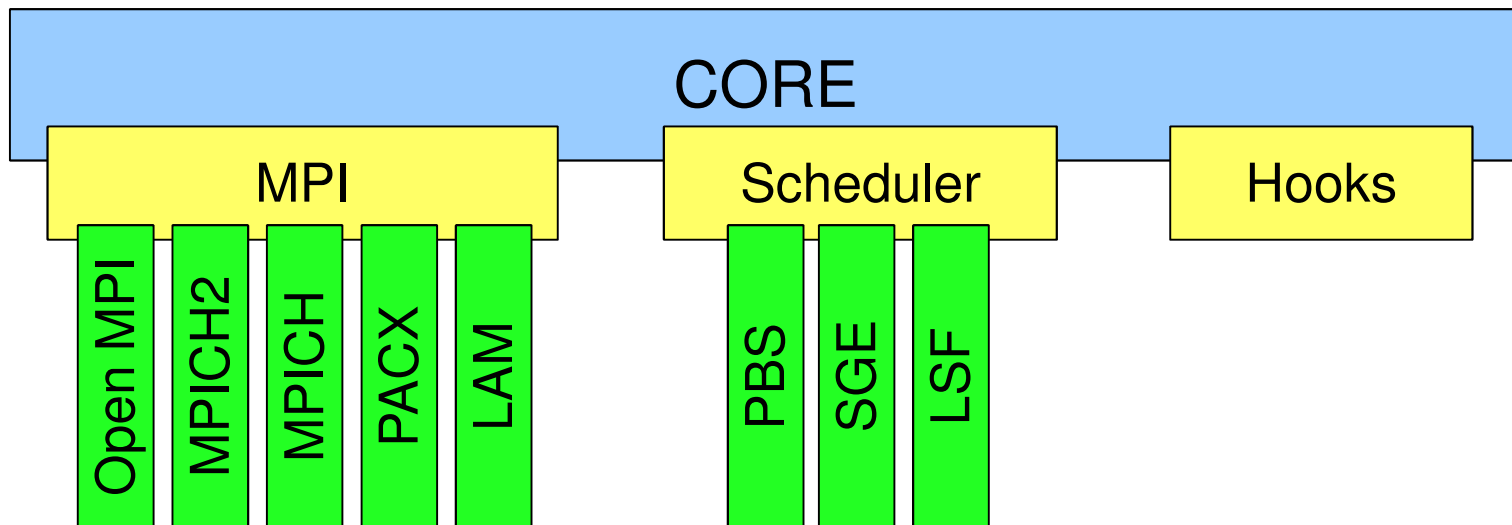 CORE
MPI
Scheduler
Hooks
Open MPI
MPICH2
MPICH
PACX
LAM
PBS
SGE
LSF